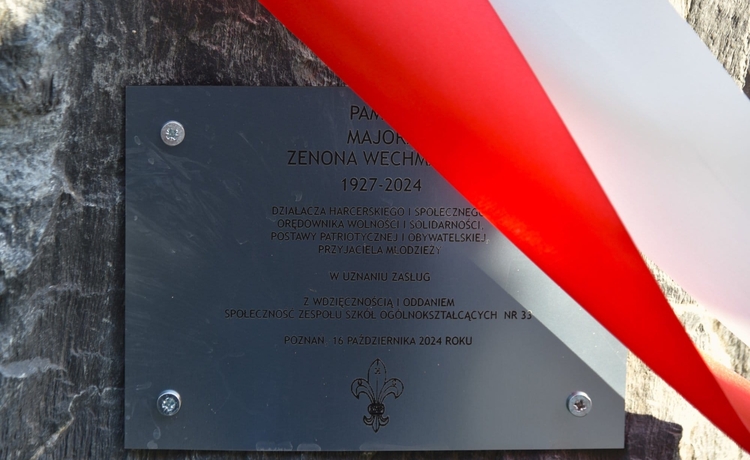 PAM
MAJOR
ZENONA WECHM
1927-2024
DZIAŁACZA HARCERSKIEGO I SPOŁECZNEGO
ORĘDOWNIKA WOLNOŚCI I SOLIDARNOŚCI,
POSTAWY PATRIOTYCZNEJ I OBYWATELSKIEJ,
PRZYJACIELA MŁODZIEŻY
W UZNANIU ZASŁUG
Z WDZIĘCZNOŚCIĄ I ODDANIEM
SPOŁECZNOŚĆ ZESPOŁU SZKÓŁ OGÓLNOKSZTAŁCĄCYCH NR 33
POZNAŃ 16 PAŹDZIERNIKA 2024 ROKU